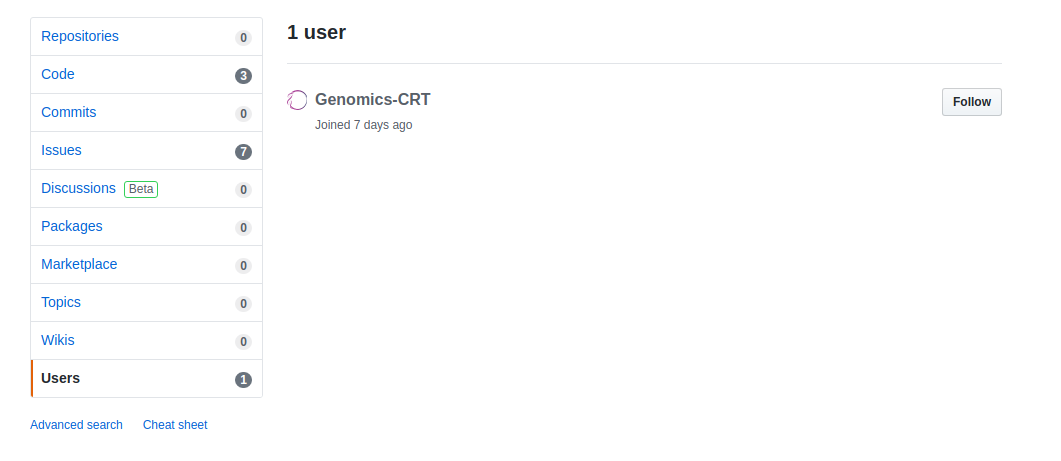 Repositories 0
Code 3
Commits 0
Issues 7
Discussions Beta 0
Packages 0
Marketplace 0
Topics 0
Wikis 0
Users 1
Advanced search Cheat sheet
1 user
Genomics-CRT
Follow
Joined 7 days ago